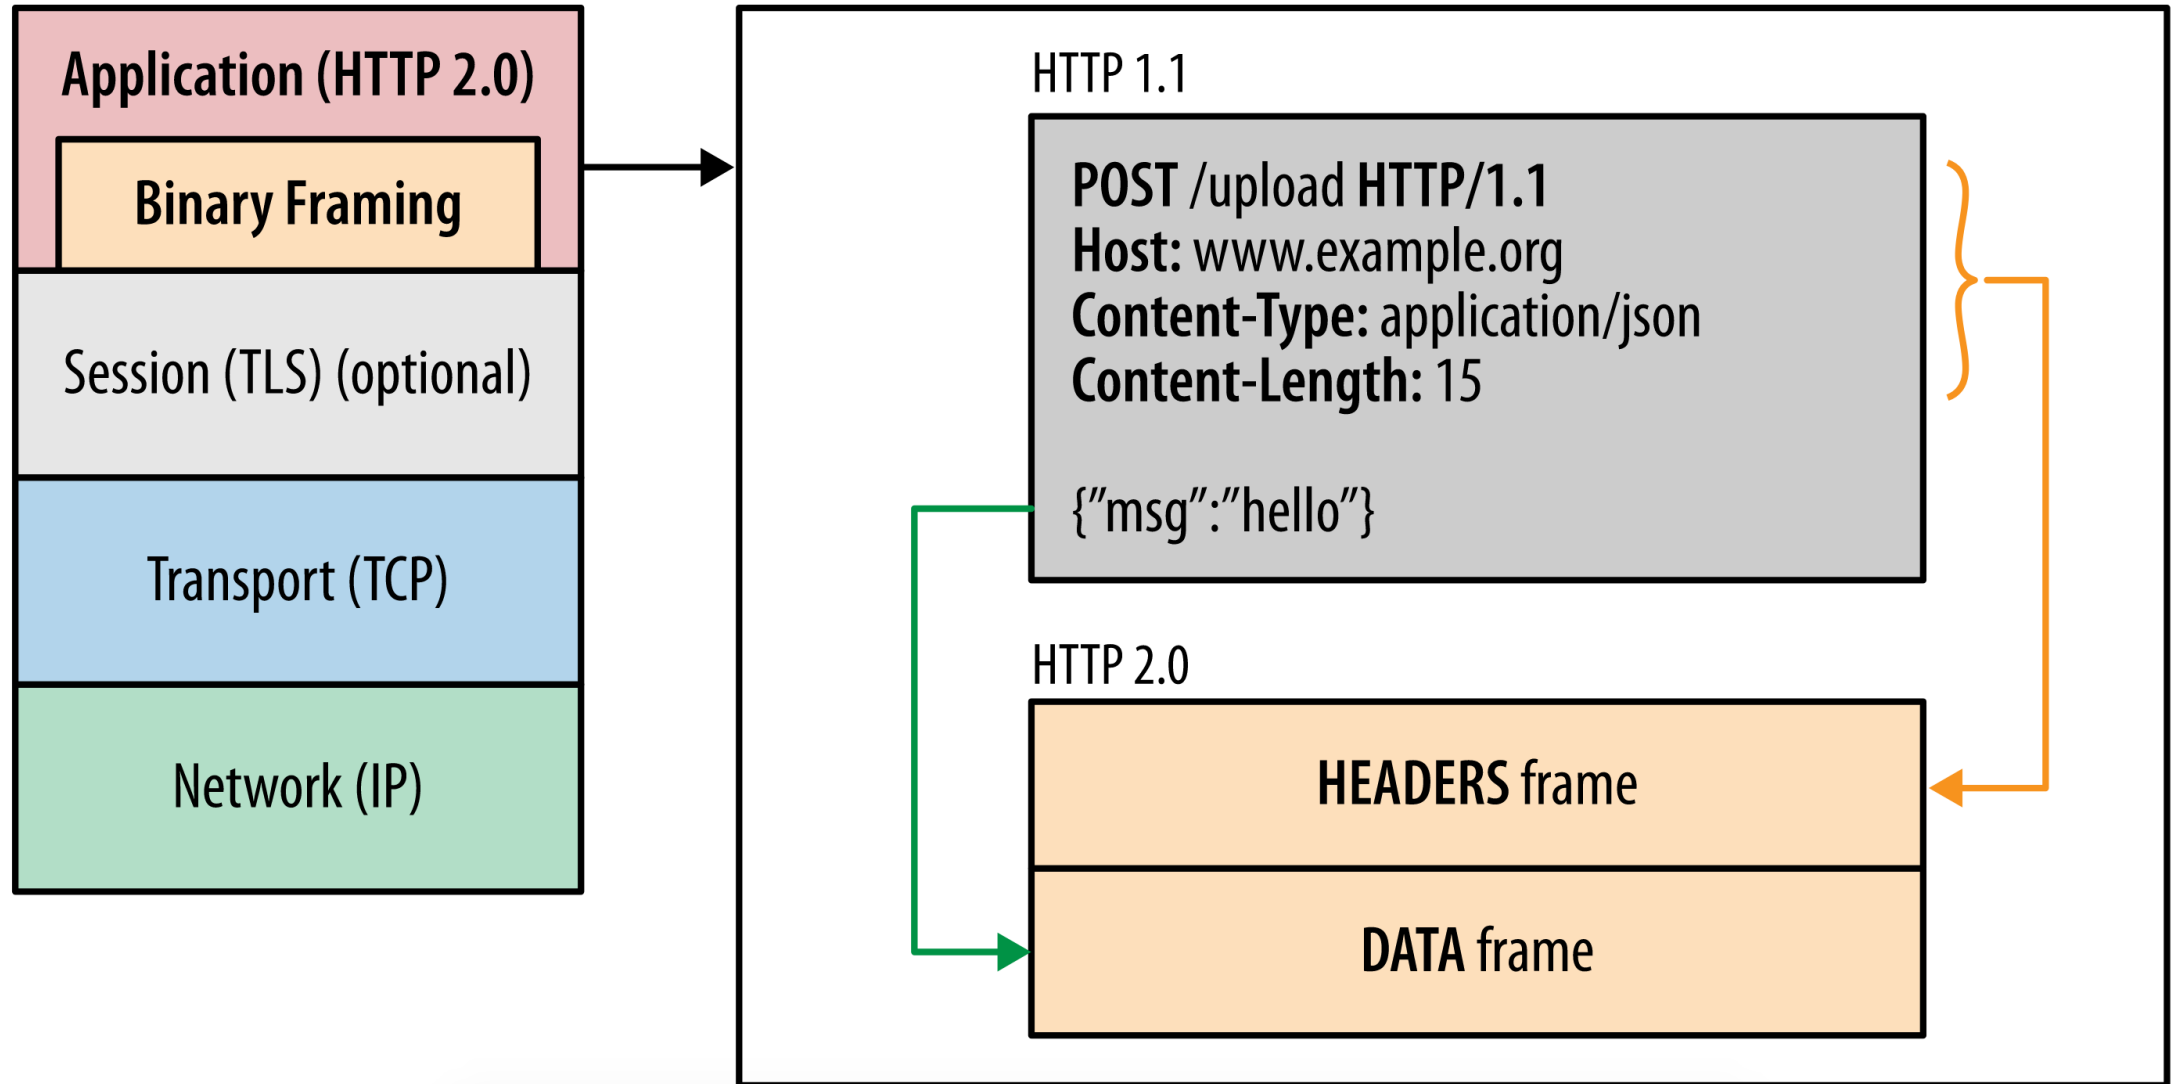 Application (HTTP 2.0)
Binary Framing
Session (TLS) (optional)
Transport (TCP)
Network (IP)
HTTP 1.1
POST /upload HTTP/1.1
Host: www.example.org
Content-Type: application/json
Content-Length: 15
{”msg”:”hello”}
HTTP 2.0
HEADERS frame
DATA frame